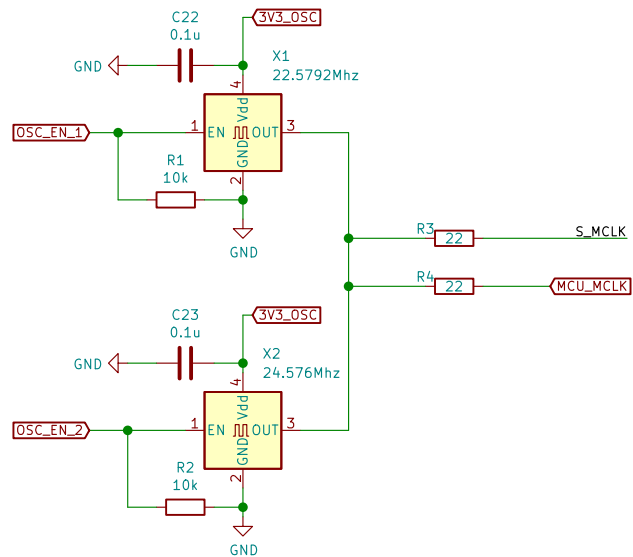 C22
0.1u
3V3_OSC
GND
X1
22.5792Mhz
4
Vdd
OSC_EN_1
1
EN
OUT
3
GND
2
R1
10k
GND
R3
22
S_MCLK
R4
22
MCU_MCLK
C23
0.1u
3V3_OSC
GND
X2
24.576Mhz
4
Vdd
OSC_EN_2
1
EN
OUT
3
GND
2
R2
10k
GND